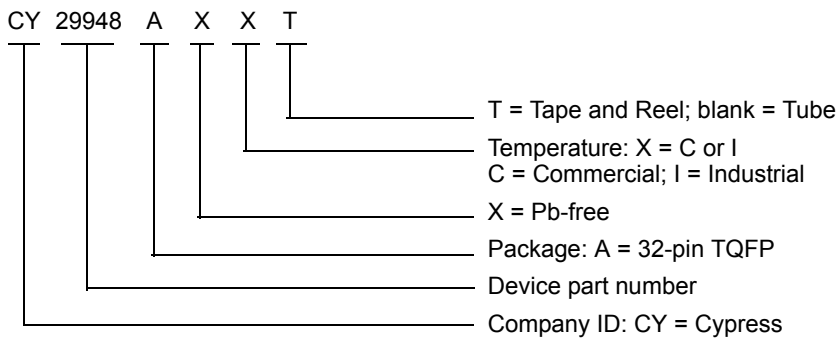 CY 29948 A X X T
T = Tape and Reel; blank = Tube
Temperature: X = C or I
C = Commercial; I = Industrial
X = Pb-free
Package: A = 32-pin TQFP
Device part number
Company ID: CY = Cypress